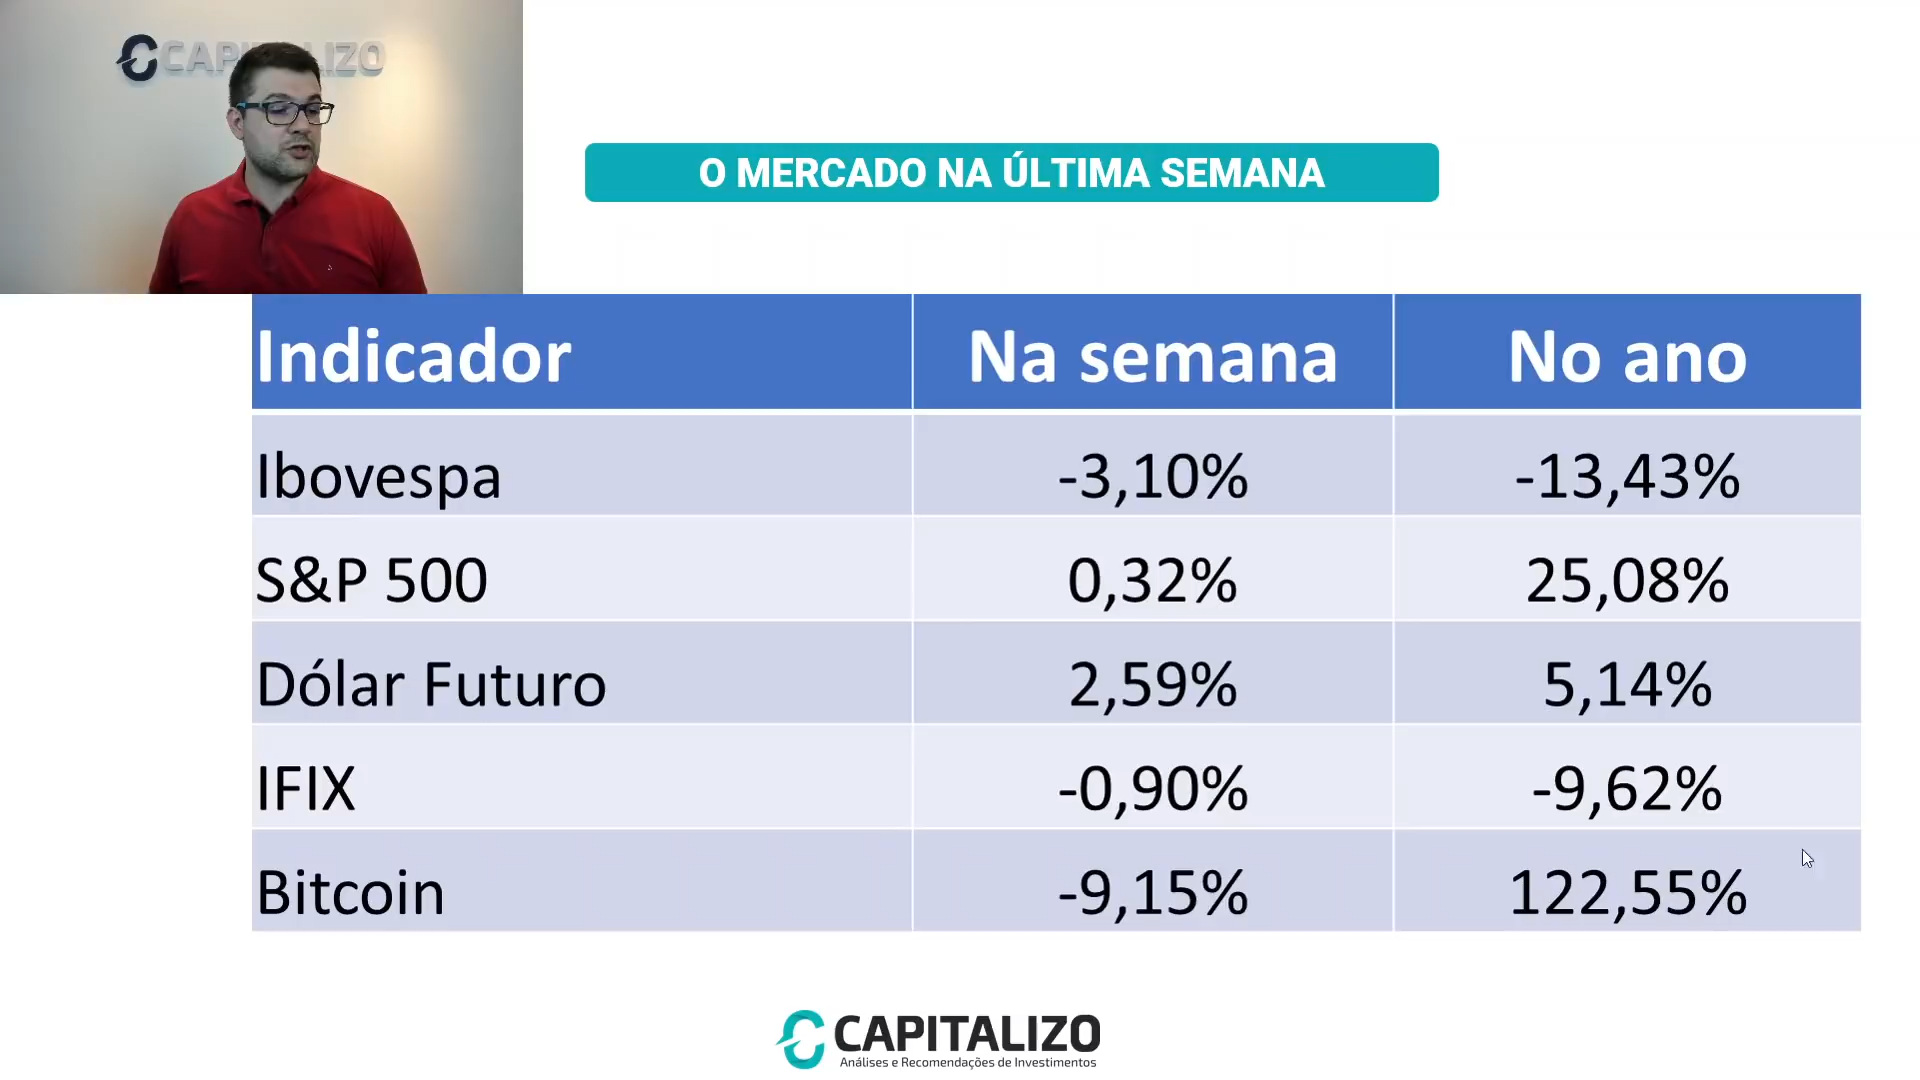 CAPITALIZO
O MERCADO NA ÚLTIMA SEMANA
Indicador Na semana No ano
Ibovespa -3,10% -13,43%
S&P 500 0,32% 25,08%
Dólar Futuro 2,59% 5,14%
IFIX -0,90% -9,62%
Bitcoin -9,15% 122,55%
CAPITALIZO
Análises e Recomendações de Investimentos